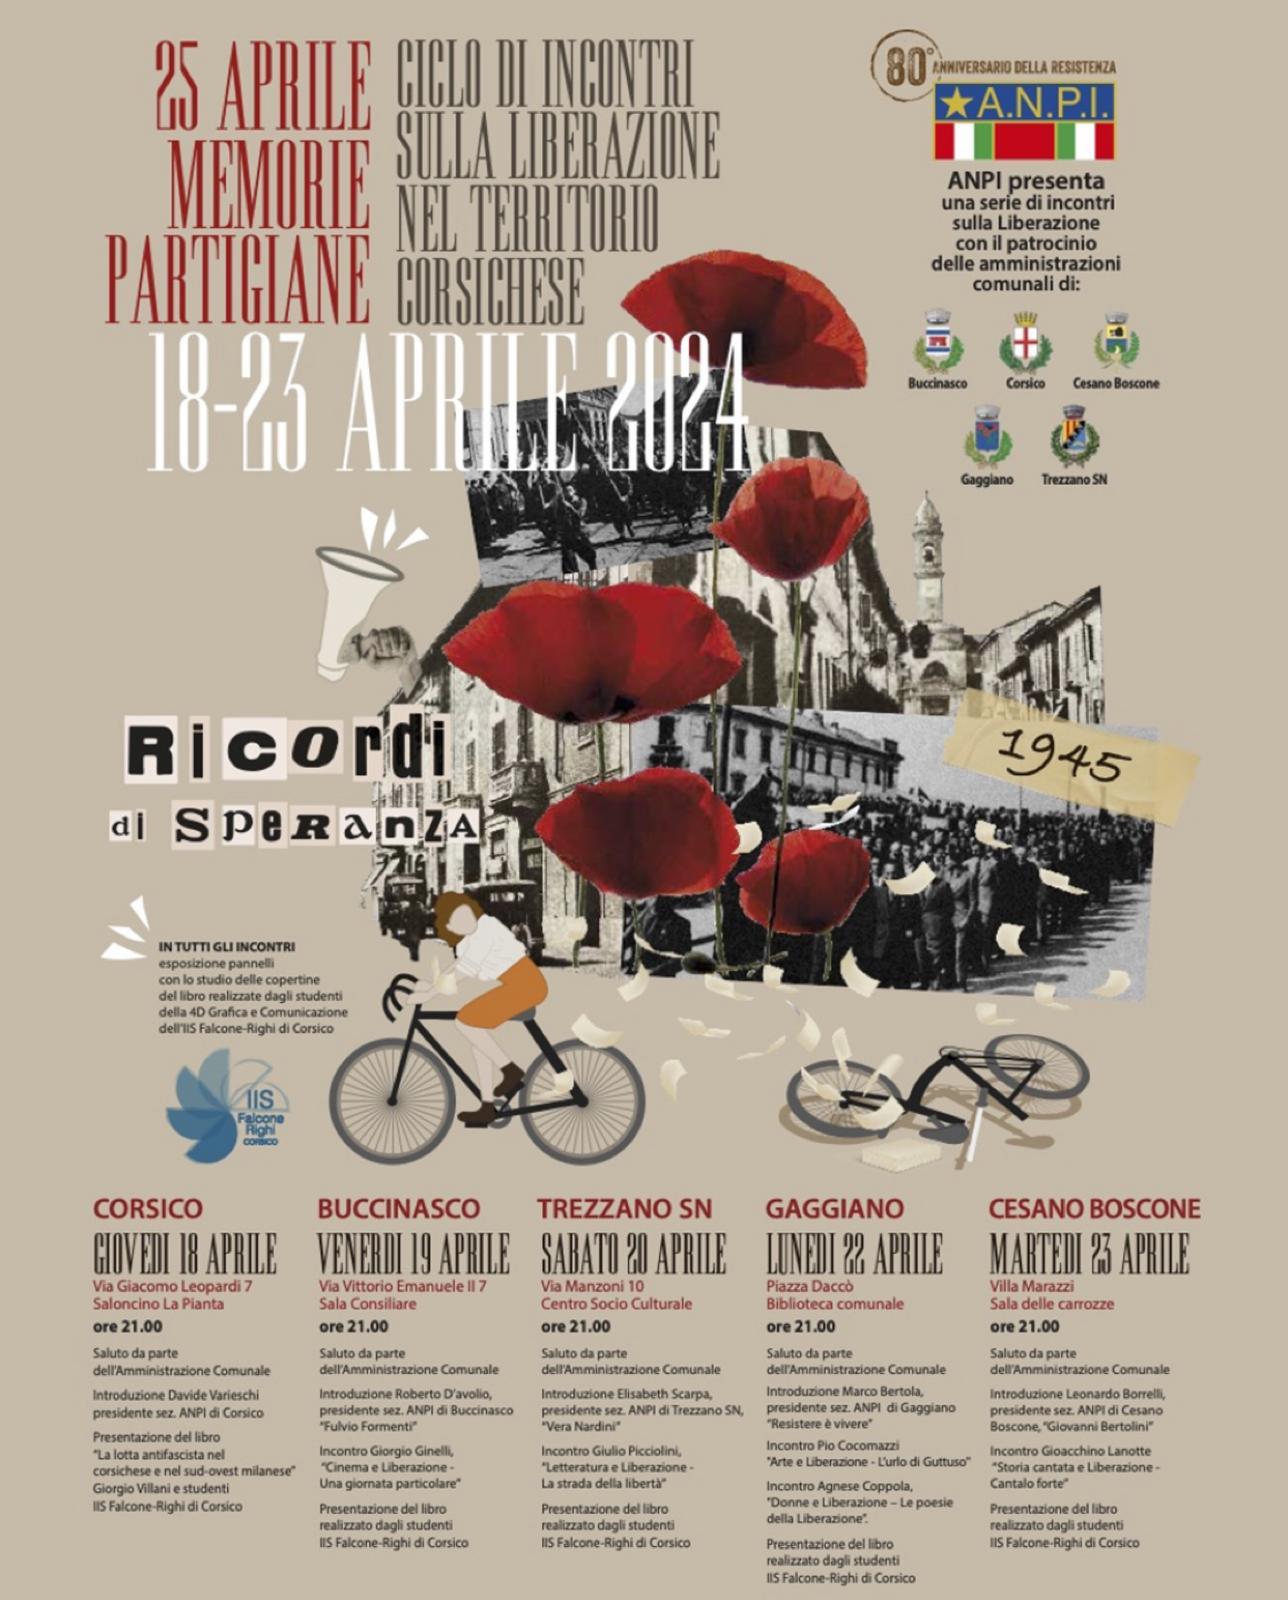 25 APRILE
MEMORIE
PARTIGIANE
CICLO DI INCONTRI
SULLA LIBERAZIONE
NEL TERRITORIO
CORSICHESE
18-23 APRILE 2024
80°
ANNIVERSARIO DELLA RESISTENZA
A.N.P.I.
ANPI presenta
una serie di incontri
sulla Liberazione
con il patrocinio
delle amministrazioni
comunali di:
Buccinasco
Corsico
Cesano Boscone
Gaggiano
Trezzano SN
1945
Ricordi
di SpeRanzA
IN TUTTI GLI INCONTRI
esposizione pannelli
con lo studio delle copertine
del libro realizzate dagli studenti
della 4D Grafica e Comunicazione
dell'IIS Falcone-Righi di Corsico
IIS
Falcone
Righi
CORSICO
CORSICO
GIOVEDI 18 APRILE
Via Giacomo Leopardi 7
Saloncino La Pianta
ore 21.00
Saluto da parte
dell'Amministrazione Comunale
Introduzione Davide Varieschi
presidente sez. ANPI di Corsico
Presentazione del libro
"La lotta antifascista nel
corsichese e nel sud-ovest milanese"
Giorgio Villani e studenti
IIS Falcone-Righi di Corsico
BUCCINASCO
VENERDI 19 APRILE
Via Vittorio Emanuele II 7
Sala Consiliare
ore 21.00
Saluto da parte
dell'Amministrazione Comunale
Introduzione Roberto D'avolio,
presidente sez. ANPI di Buccinasco
"Fulvio Formenti"
Incontro Giorgio Ginelli,
"Cinema e Liberazione -
Una giornata particolare"
Presentazione del libro
realizzato dagli studenti
IIS Falcone-Righi di Corsico
TREZZANO SN
SABATO 20 APRILE
Via Manzoni 10
Centro Socio Culturale
ore 21.00
Saluto da parte
dell'Amministrazione Comunale
Introduzione Elisabeth Scarpa,
presidente sez. ANPI di Trezzano SN,
"Vera Nardini"
Incontro Giulio Picciolini,
"Letteratura e Liberazione -
La strada della libertà"
Presentazione del libro
realizzato dagli studenti
IIS Falcone-Righi di Corsico
GAGGIANO
LUNEDI 22 APRILE
Piazza Daccò
Biblioteca comunale
ore 21.00
Saluto da parte
dell'Amministrazione Comunale
Introduzione Marco Bertola,
presidente sez. ANPI di Gaggiano
"Resistere è vivere"
Incontro Pio Cocomazzi
"Arte e Liberazione - L'urlo di Guttuso"
Incontro Agnese Coppola,
"Donne e Liberazione – Le poesie
della Liberazione".
Presentazione del libro
realizzato dagli studenti
IIS Falcone-Righi di Corsico
CESANO BOSCONE
MARTEDI 23 APRILE
Villa Marazzi
Sala delle carrozze
ore 21.00
Saluto da parte
dell'Amministrazione Comunale
Introduzione Leonardo Borrelli,
presidente sez. ANPI di Cesano
Boscone, "Giovanni Bertolini"
Incontro Gioacchino Lanotte
"Storia cantata e Liberazione -
Cantalo forte"
Presentazione del libro
realizzato dagli studenti
IIS Falcone-Righi di Corsico